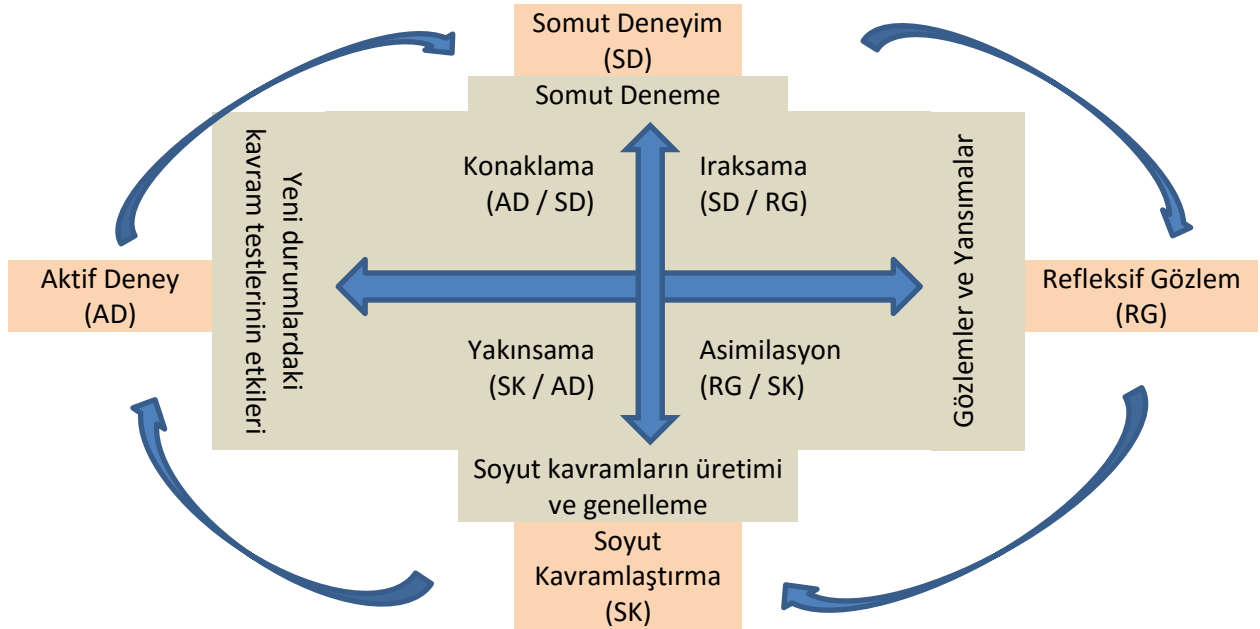 Somut Deneyim
(SD)
Somut Deneme
Yeni durumlardaki
kavram testlerinin etkileri
Konaklama
(AD / SD)
Iraksama
(SD / RG)
Gözlemler ve Yansımalar
Aktif Deney
(AD)
Refleksif Gözlem
(RG)
Yakınsama
(SK / AD)
Asimilasyon
(RG / SK)
Soyut kavramların üretimi
ve genelleme
Soyut
Kavramlaştırma
(SK)